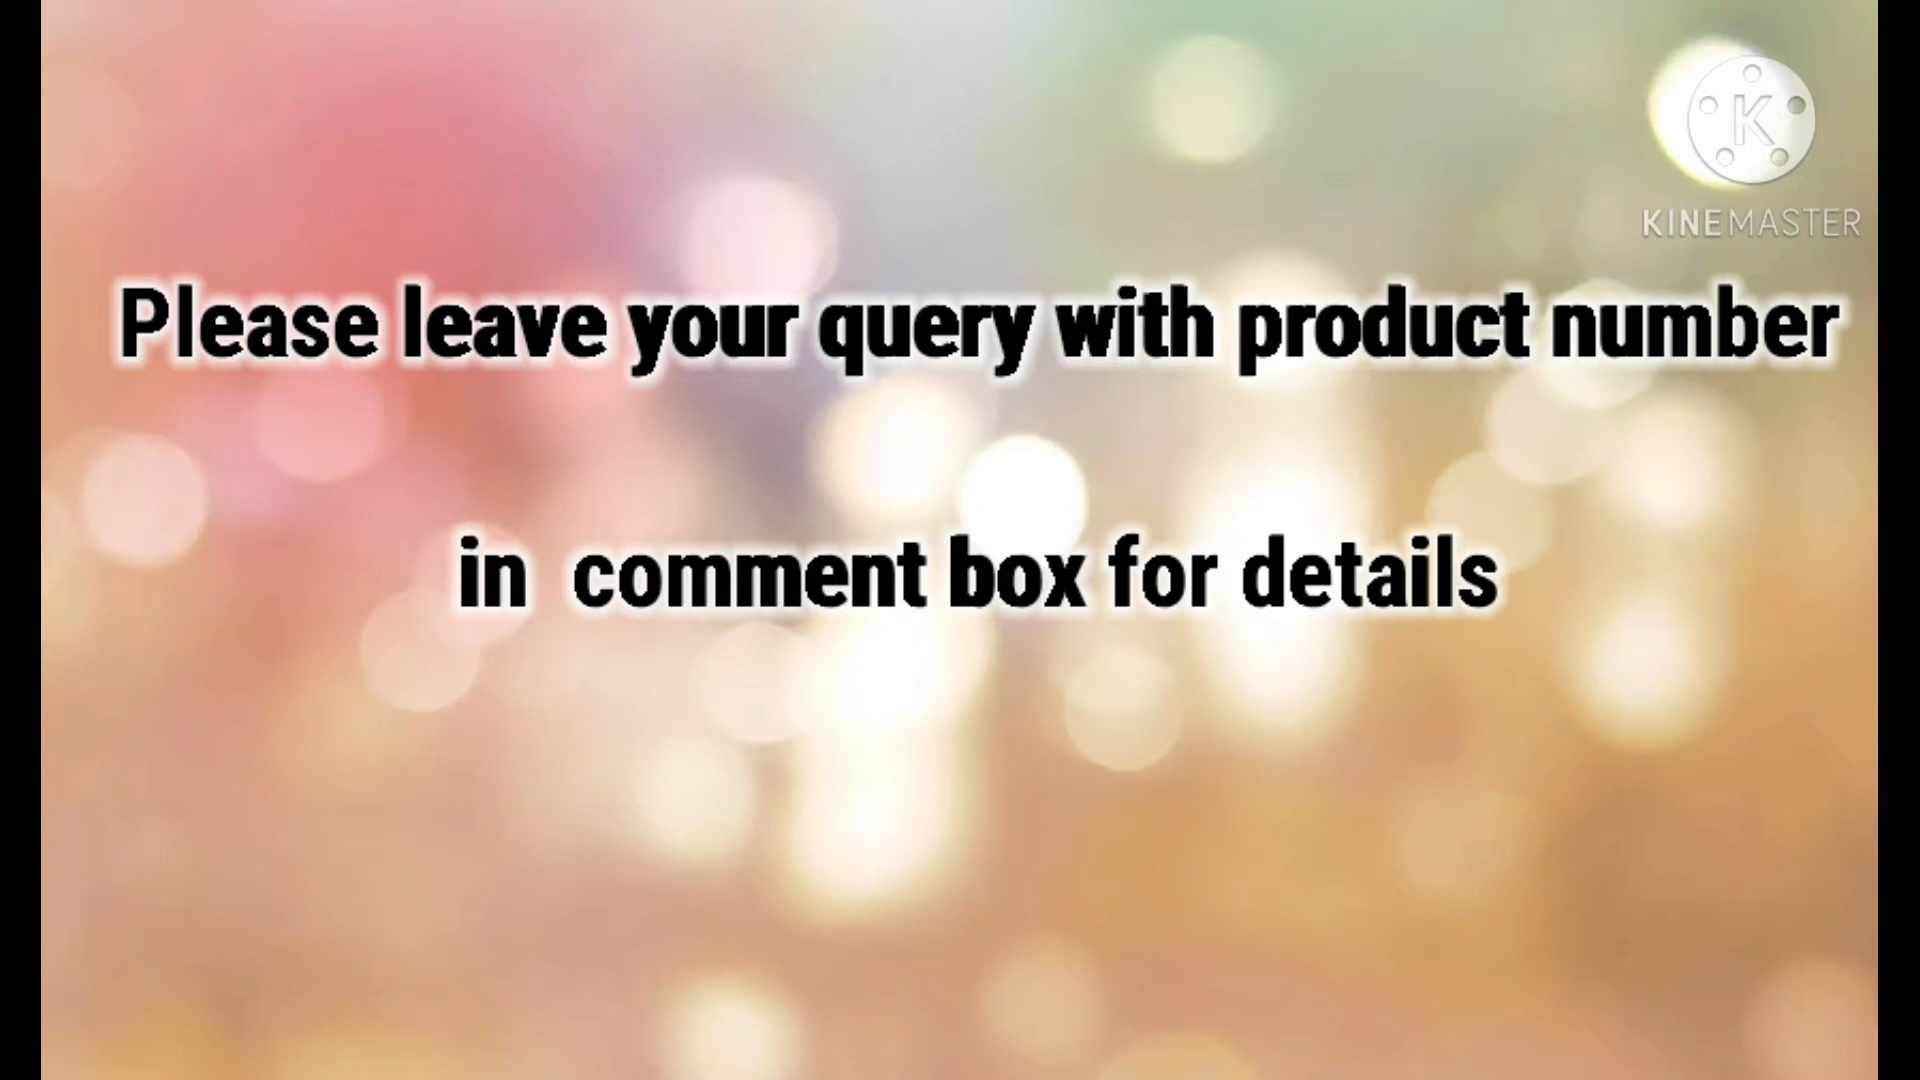 K
KINEMASTER
Please leave your query with product number
in comment box for details